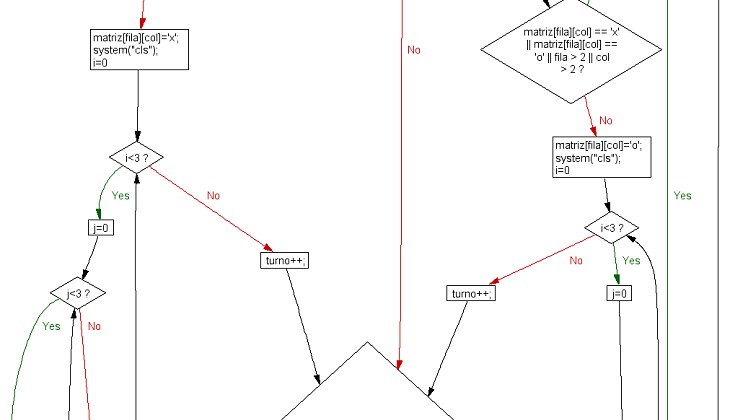 matriz[fila][col]='x';
system("cls");
i=0
matriz[fila][col] == 'x'
|| matriz[fila][col] ==
'o' || fila > 2 || col
> 2 ?
No
No
matriz[fila][col]='o';
system("cls");
i=0
i<3 ?
Yes
No
Yes
j=0
i<3 ?
No
Yes
turno++;
j<3 ?
turno++;
j=0
Yes
No